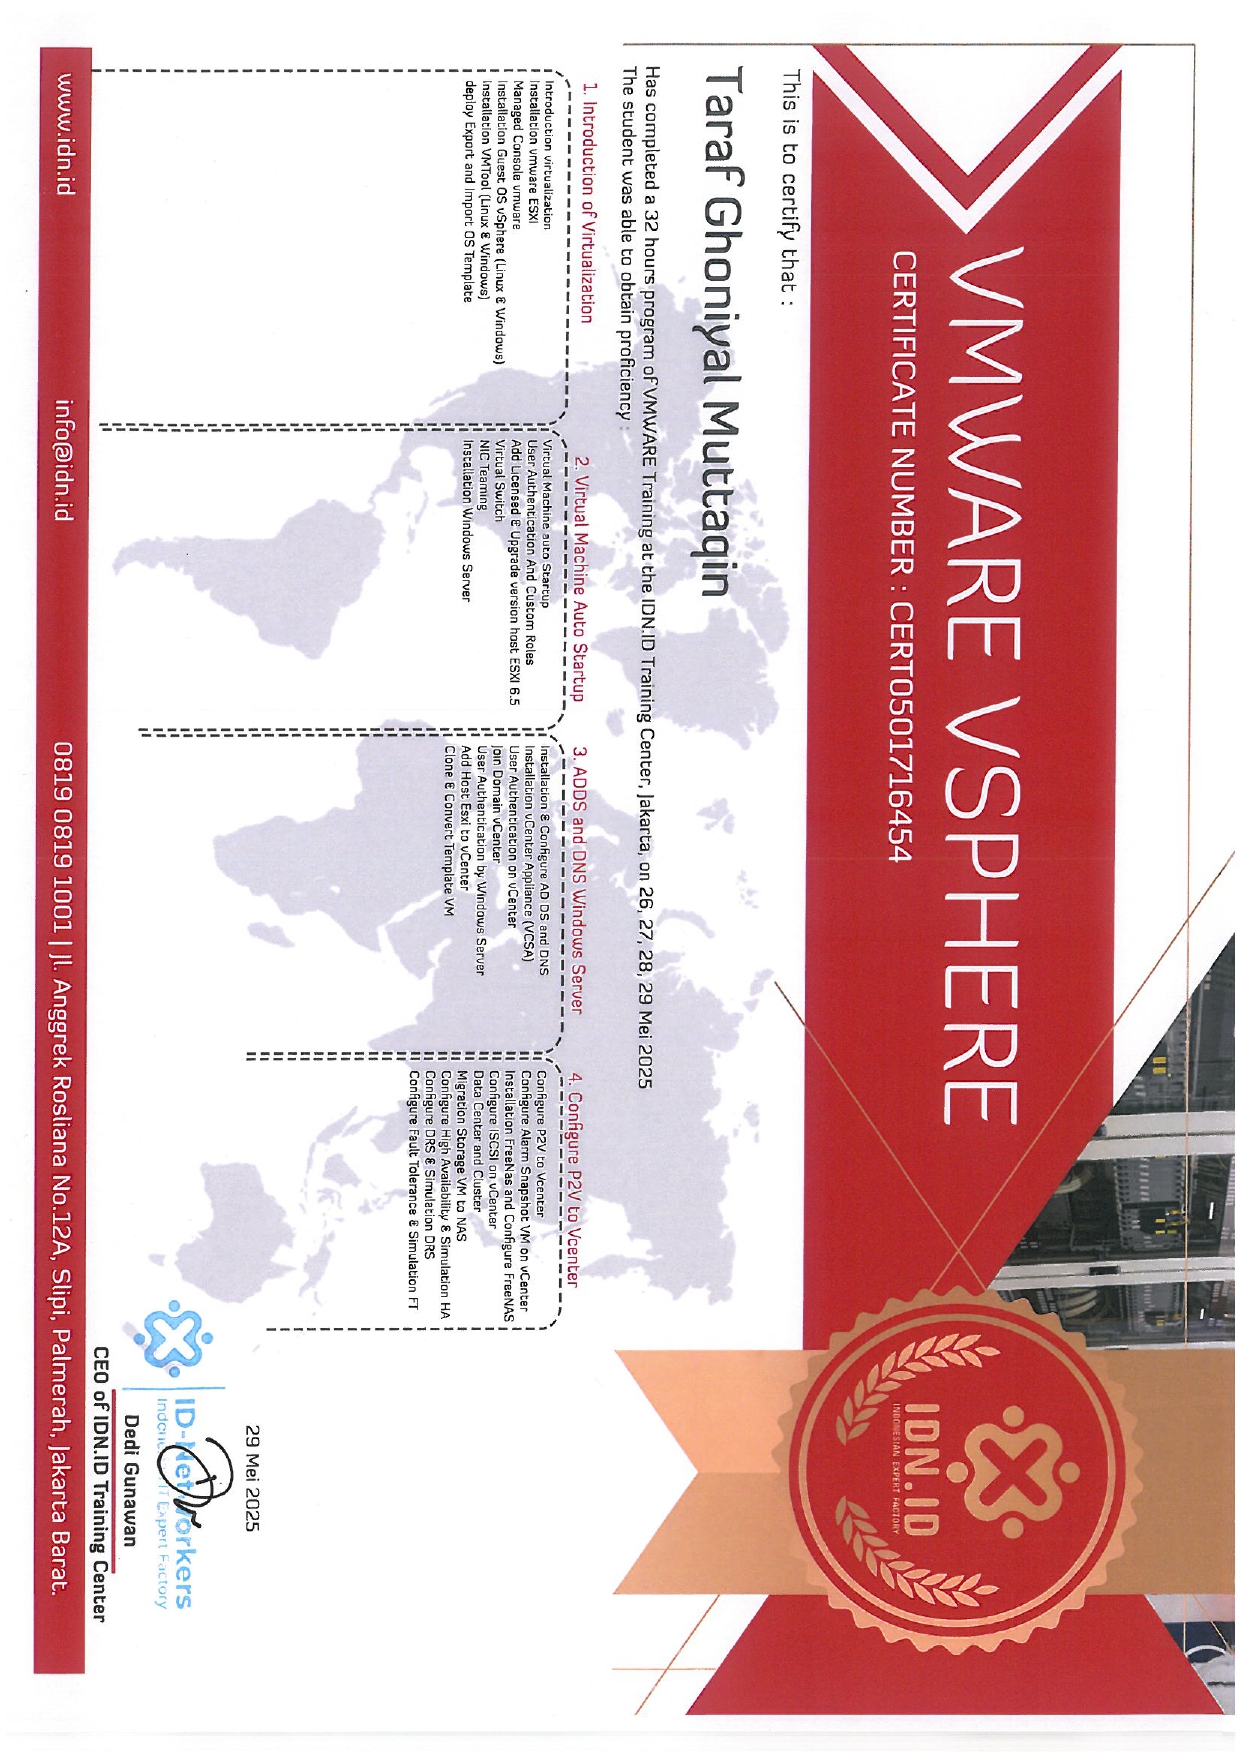 VMWARE VSPHERE
CERTIFICATE NUMBER : CERT0501716454
IDN.ID
INDONESIAN EXPERT FACTORY
This is to certify that :
Taraf Ghoniyal Muttaqin
Has completed a 32 hours program of VMWARE Training at the IDN.ID Training Center, Jakarta, on 26, 27, 28, 29 Mei 2025
The student was able to obtain proficiency :
1. Introduction of Virtualization
Introduction virtualization
Installation vmware ESXI
Managed Console vmware
Installation Guest OS vSphere (Linux & Windows)
Installation VMTool (Linux & Windows)
deploy Export and Import OS Template
2. Virtual Machine Auto Startup
Virtual Machine auto Startup
User Authentication And Custom Roles
Add Licensed & Upgrade version host ESXI 6.5
Virtual Switch
NIC Teaming
Installation Windows Server
3. ADDS and DNS Windows Server
Installation & Configure AD DS and DNS
Installation vCenter Appliance (VCSA)
User Authentication on vCenter
Join Domain vCenter
User Authentication by Windows Server
Add Host Esxi to vCenter
Clone & Convert Template VM
4. Configure P2V to Vcenter
Configure P2V to Vcenter
Configure Alarm Snapshot VM on vCenter
Installation FreeNas and Configure FreeNAS
Configure ISCSI on vCenter
Data Center and Cluster
Migration Storage VM to NAS
Configure High Availability & Simulation HA
Configure DRS & Simulation DRS
Configure Fault Tolerance & Simulation FT
29 Mei 2025
ID-Networkers
IT Expert Factory
Dedi Gunawan
CEO of IDN.ID Training Center
www.idn.id
info@idn.id
0819 0819 1001 | Jl. Anggrek Rosliana No.12A, Slipi, Palmerah, Jakarta Barat.